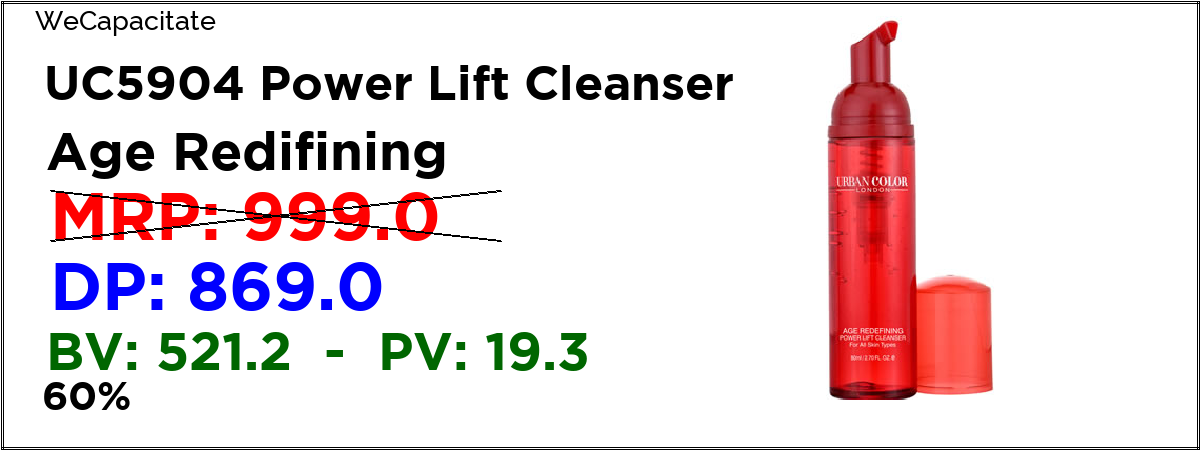 WeCapacitate
UC5904 Power Lift Cleanser
Age Redifining
MRP: 999.0
DP: 869.0
BV: 521.2 - PV: 19.3
60%
URBAN COLOR
LONDON
AGE REDEFINING
POWER LIFT CLEANSER
For All Skin Types
80ml / 2.70 FL. OZ. ℮